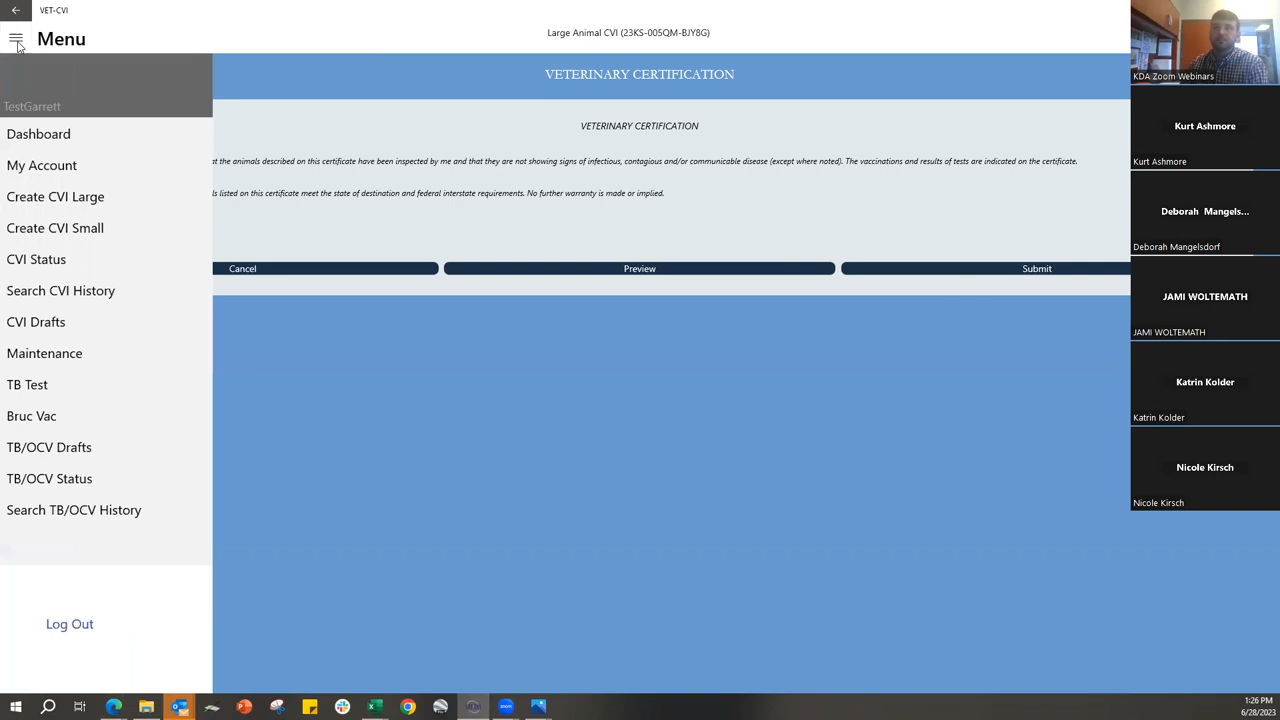 VET-CVI
Menu
Large Animal CVI (23KS-005QM-BJY8G)
TestGarrett
Dashboard
My Account
Create CVI Large
Create CVI Small
CVI Status
Search CVI History
CVI Drafts
Maintenance
TB Test
Bruc Vac
TB/OCV Drafts
TB/OCV Status
Search TB/OCV History
Log Out
VETERINARY CERTIFICATION
VETERINARY CERTIFICATION
at the animals described on this certificate have been inspected by me and that they are not showing signs of infectious, contagious and/or communicable disease (except where noted). The vaccinations and results of tests are indicated on the certificate.
ls listed on this certificate meet the state of destination and federal interstate requirements. No further warranty is made or implied.
Cancel
Preview
Submit
KDA Zoom Webinars
Kurt Ashmore
Kurt Ashmore
Deborah Mangels...
Deborah Mangelsdorf
JAMI WOLTEMATH
JAMI WOLTEMATH
Katrin Kolder
Katrin Kolder
Nicole Kirsch
Nicole Kirsch
zoom
1:26 PM
6/28/2023